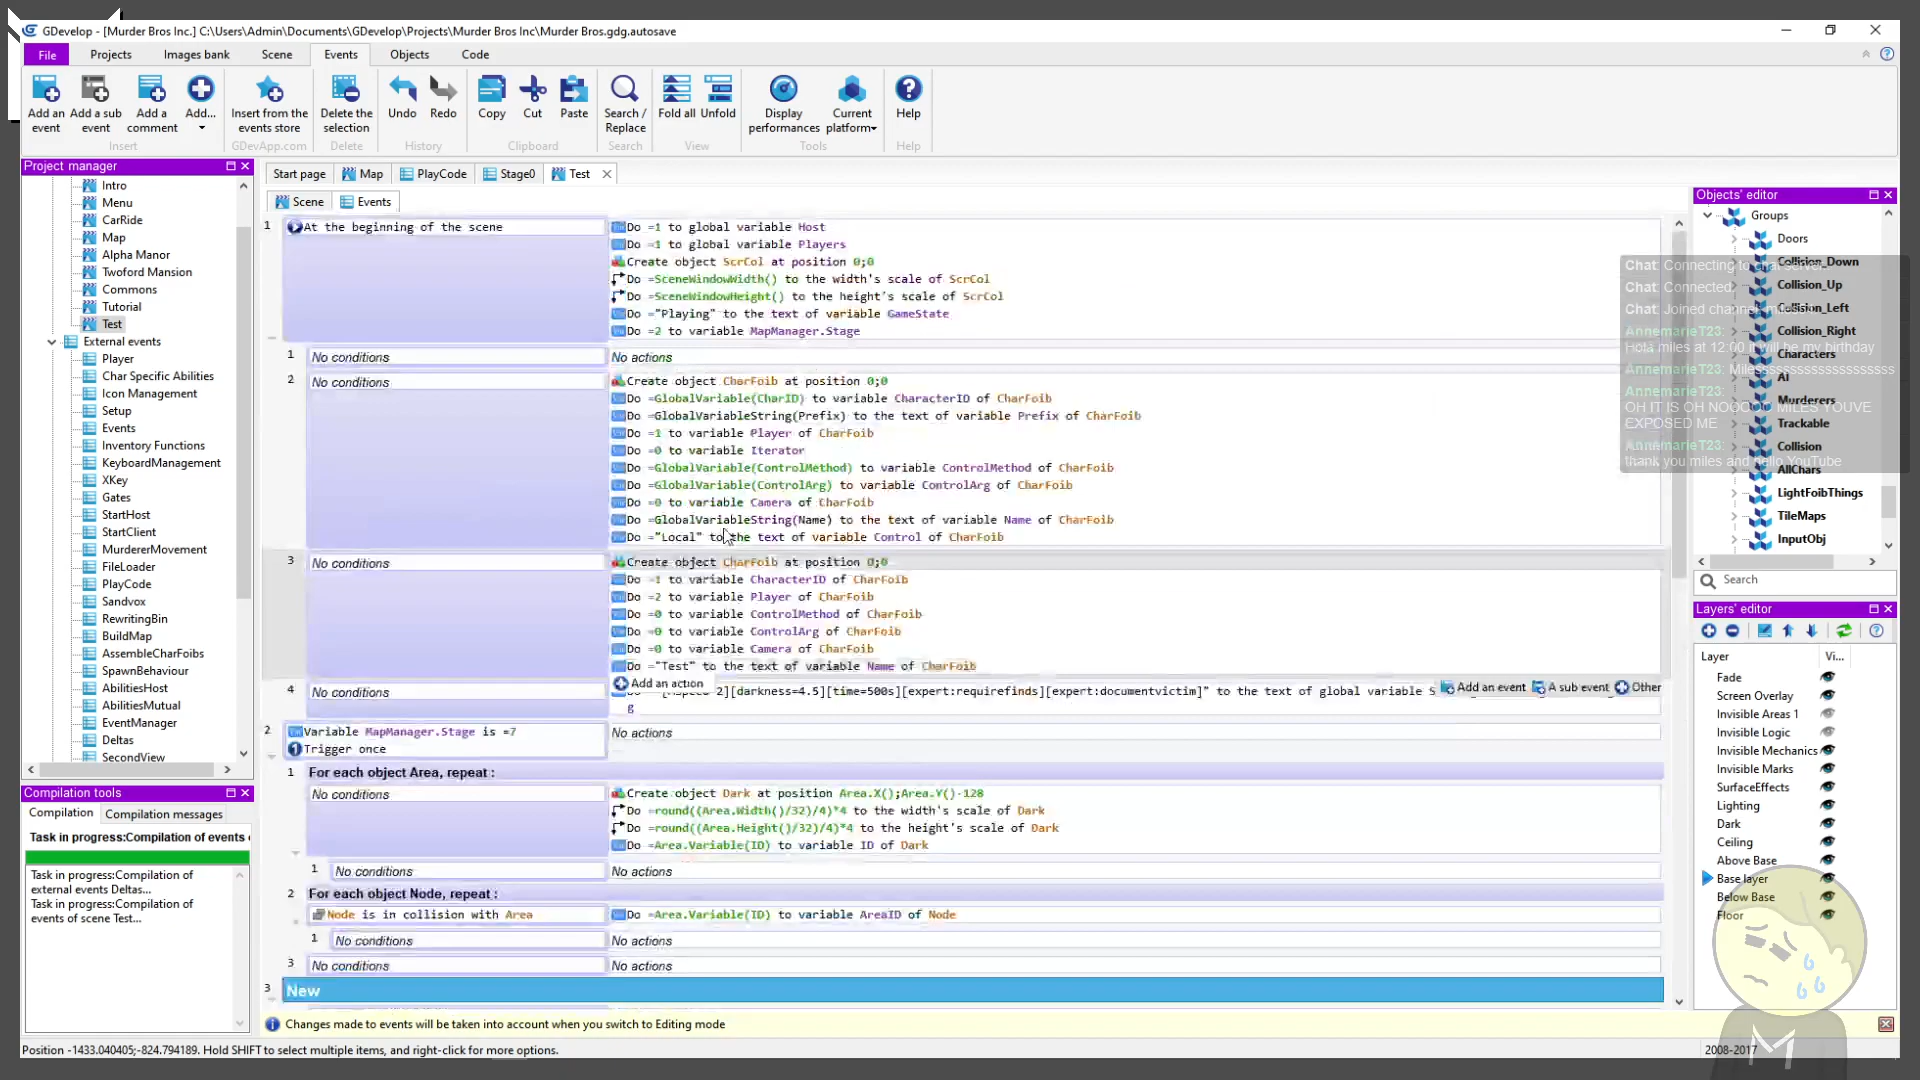 GDevelop - [Murder Bros Inc.] C:\Users\Admin\Documents\GDevelop\Projects\Murder Bros Inc\Murder Bros.gdg.autosave
File Projects Images bank Scene Events Objects Code
Add an event
Add a sub event
Add a comment
Add...
Insert from the events store
Delete the selection
Undo
Redo
Copy
Cut
Paste
Search / Replace
Fold all
Unfold
Display performances
Current platform
Help
Insert GDevApp.com Delete History Clipboard Search View Tools Help
Project manager
Intro
Menu
CarRide
Map
Alpha Manor
Twoford Mansion
Commons
Tutorial
Test
External events
Player
Char Specific Abilities
Icon Management
Setup
Events
Inventory Functions
KeyboardManagement
XKey
Gates
StartHost
StartClient
MurdererMovement
FileLoader
PlayCode
Sandvox
RewritingBin
BuildMap
AssembleCharFoibs
SpawnBehaviour
AbilitiesHost
AbilitiesMutual
EventManager
Deltas
SecondView
Compilation tools
Compilation Compilation messages
Task in progress:Compilation of events
Task in progress:Compilation of
external events Deltas...
Task in progress:Compilation of
events of scene Test...
Start page Map PlayCode Stage0 Test
Scene Events
1 At the beginning of the scene
Do =1 to global variable Host
Do =1 to global variable Players
Create object ScrCol at position 0;0
Do =SceneWindowWidth() to the width's scale of ScrCol
Do =SceneWindowHeight() to the height's scale of ScrCol
Do ="Playing" to the text of variable GameState
Do =2 to variable MapManager.Stage
1 No conditions No actions
2 No conditions
Create object CharFoib at position 0;0
Do =GlobalVariable(CharID) to variable CharacterID of CharFoib
Do =GlobalVariableString(Prefix) to the text of variable Prefix of CharFoib
Do =1 to variable Player of CharFoib
Do =0 to variable Iterator
Do =GlobalVariable(ControlMethod) to variable ControlMethod of CharFoib
Do =GlobalVariable(ControlArg) to variable ControlArg of CharFoib
Do =0 to variable Camera of CharFoib
Do =GlobalVariableString(Name) to the text of variable Name of CharFoib
Do ="Local" to the text of variable Control of CharFoib
3 No conditions
Create object CharFoib at position 0;0
Do =1 to variable CharacterID of CharFoib
Do =2 to variable Player of CharFoib
Do =0 to variable ControlMethod of CharFoib
Do =0 to variable ControlArg of CharFoib
Do =0 to variable Camera of CharFoib
Do ="Test" to the text of variable Name of CharFoib
Add an action
4 No conditions
2][darkness=4.5][time=500s][expert:requirefinds][expert:documentvictim]" to the text of global variable
g
Add an event A sub event Other
2 Variable MapManager.Stage is =7 No actions
Trigger once
1 For each object Area, repeat :
No conditions
Create object Dark at position Area.X();Area.Y()-128
Do =round((Area.Width()/32)/4)*4 to the width's scale of Dark
Do =round((Area.Height()/32)/4)*4 to the height's scale of Dark
Do =Area.Variable(ID) to variable ID of Dark
1 No conditions No actions
2 For each object Node, repeat :
Node is in collision with Area Do =Area.Variable(ID) to variable AreaID of Node
1 No conditions No actions
3 No conditions No actions
3 New
Changes made to events will be taken into account when you switch to Editing mode
Objects' editor
Groups
Doors
Collision_Down
Collision_Up
Collision_Left
Collision_Right
Characters
AI
Murderers
Trackable
Collision
AllChars
LightFoibThings
TileMaps
InputObj
Search
Chat: Connecting to chat server
Chat: Connected.
Chat: Joined channel
AnnemarieT23:
Hola miles at 12:00 it will be my birthday
AnnemarieT23:
AnnemarieT23:
OH IT IS OH MILES YOUVE
EXPOSED ME
AnnemarieT23:
thank you miles and hello YouTube
Layers' editor
Layer Vi...
Fade
Screen Overlay
Invisible Areas 1
Invisible Logic
Invisible Mechanics
Invisible Marks
SurfaceEffects
Lighting
Dark
Ceiling
Above Base
Base layer
Below Base
Floor
Position -1433.040405;-824.794189. Hold SHIFT to select multiple items, and right-click for more options.
2008-2017